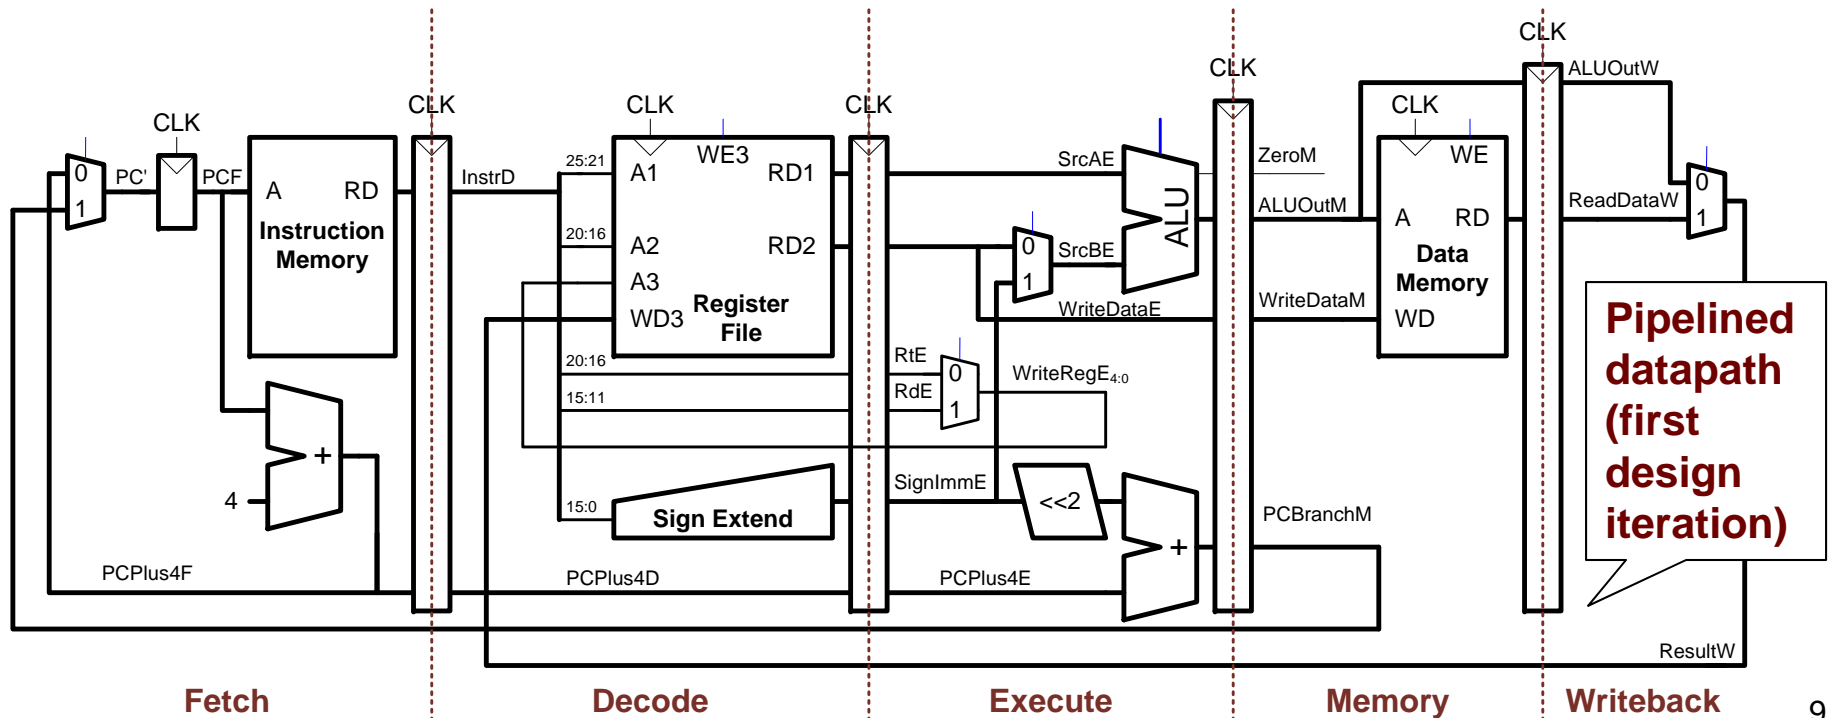 CLK
CLK
CLK
CLK
CLK
CLK
CLK
0
1
PC'
PCF
A
RD
Instruction
Memory
4
+
PCPlus4F
InstrD
25:21
20:16
20:16
15:11
15:0
A1
A2
A3
WD3
WE3
RD1
RD2
Register
File
Sign Extend
PCPlus4D
SrcAE
0
1
SrcBE
ALU
WriteDataE
RtE
RdE
0
1
WriteRegE4:0
SignImmE
<<2
+
PCPlus4E
ZeroM
ALUOutM
WriteDataM
PCBranchM
A
RD
WE
Data
Memory
WD
ALUOutW
ReadDataW
0
1
Pipelined
datapath
(first
design
iteration)
ResultW
Fetch
Decode
Execute
Memory
Writeback
9